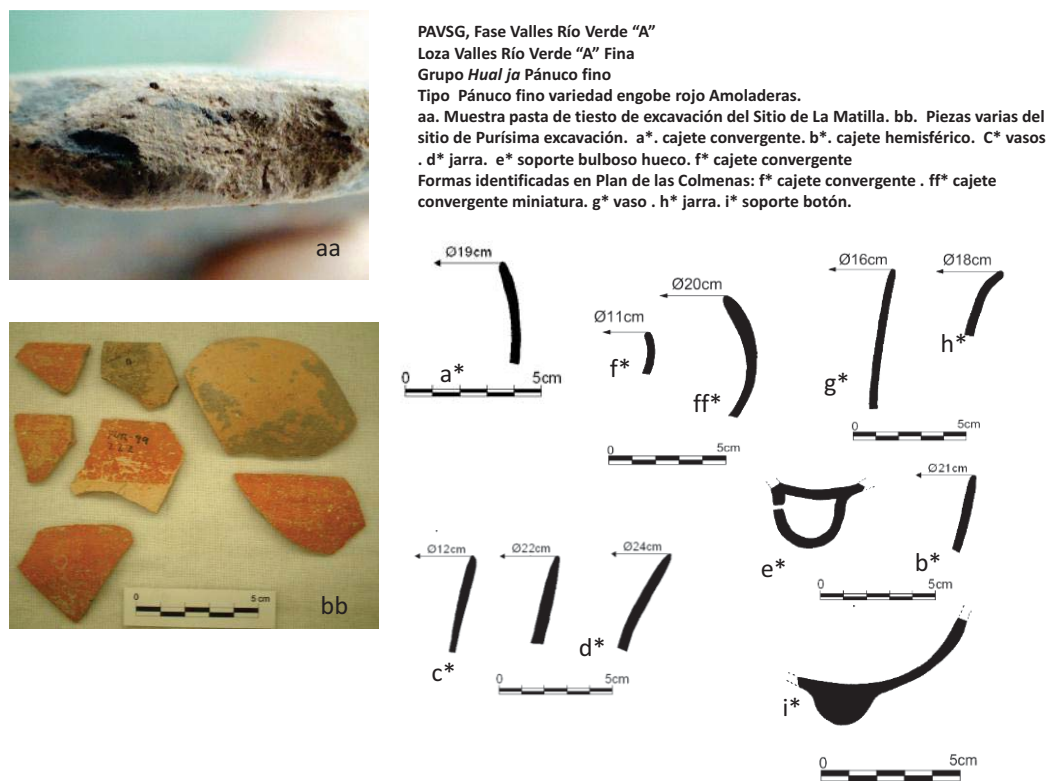 PAVSG, Fase Valles Río Verde “A”
Loza Valles Río Verde “A” Fina
Grupo Hual ja Pánuco fino
Tipo Pánuco fino variedad engobe rojo Amoladeras.
aa. Muestra pasta de tiesto de excavación del Sitio de La Matilla. bb. Piezas varias del
sitio de Purísima excavación. a*. cajete convergente. b*. cajete hemisférico. C* vasos
. d* jarra. e* soporte bulboso hueco. f* cajete convergente
Formas identificadas en Plan de las Colmenas: f* cajete convergente . ff* cajete
convergente miniatura. g* vaso . h* jarra. i* soporte botón.
aa
Ø19cm
a*
0 5cm
Ø11cm
f*
Ø20cm
ff*
0 5cm
Ø16cm
g*
Ø18cm
h*
0 5cm
bb
0 5cm
Ø12cm
c*
Ø22cm
Ø24cm
d*
0 5cm
e*
Ø21cm
b*
0 5cm
i*
0 5cm